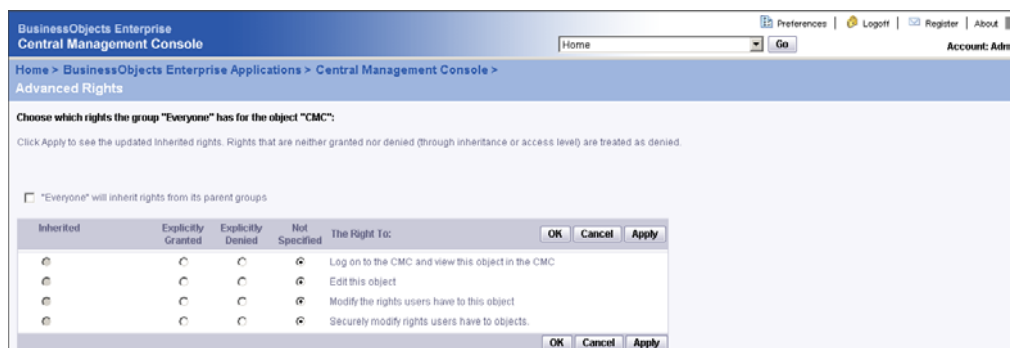 BusinessObjects Enterprise
Central Management Console
Preferences | Logoff | Register | About
Home Go
Account: Adm
Home > BusinessObjects Enterprise Applications > Central Management Console >
Advanced Rights
Choose which rights the group "Everyone" has for the object "CMC":
Click Apply to see the updated Inherited rights. Rights that are neither granted nor denied (through inheritance or access level) are treated as denied.
"Everyone" will inherit rights from its parent groups
Inherited Explicitly Granted Explicitly Denied Not Specified The Right To: OK Cancel Apply
Log on to the CMC and view this object in the CMC
Edit this object
Modify the rights users have to this object
Securely modify rights users have to objects.
OK Cancel Apply